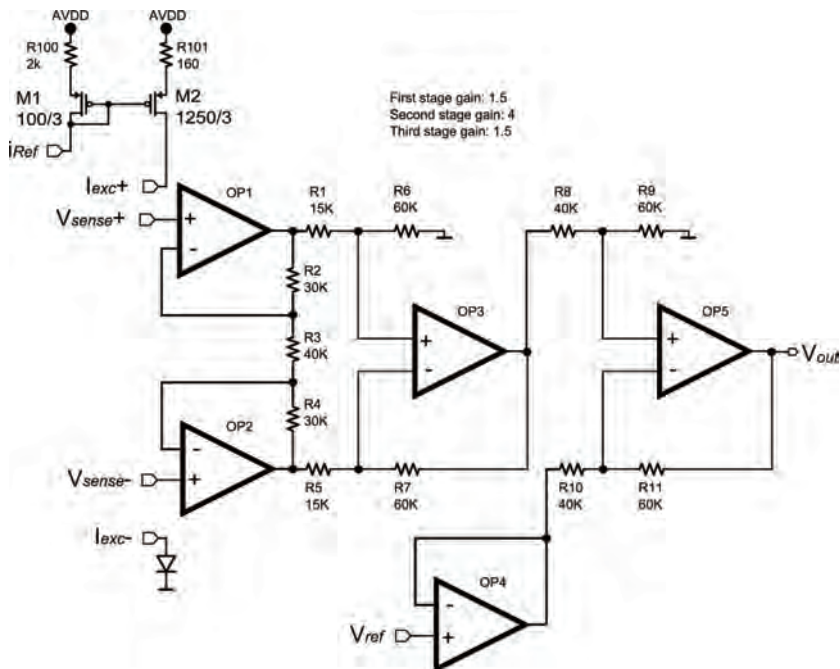 AVDD
AVDD
R100
2k
R101
160
M1
100/3
M2
1250/3
iRef
First stage gain: 1.5
Second stage gain: 4
Third stage gain: 1.5
Iexc+
OP1
R1
15K
R6
60K
R8
40K
R9
60K
Vsense+
+
-
R2
30K
OP3
OP5
R3
40K
+
-
+
-
Vout
R4
30K
OP2
-
+
Vsense-
R5
15K
R7
60K
R10
40K
R11
60K
Iexc-
OP4
-
+
Vref